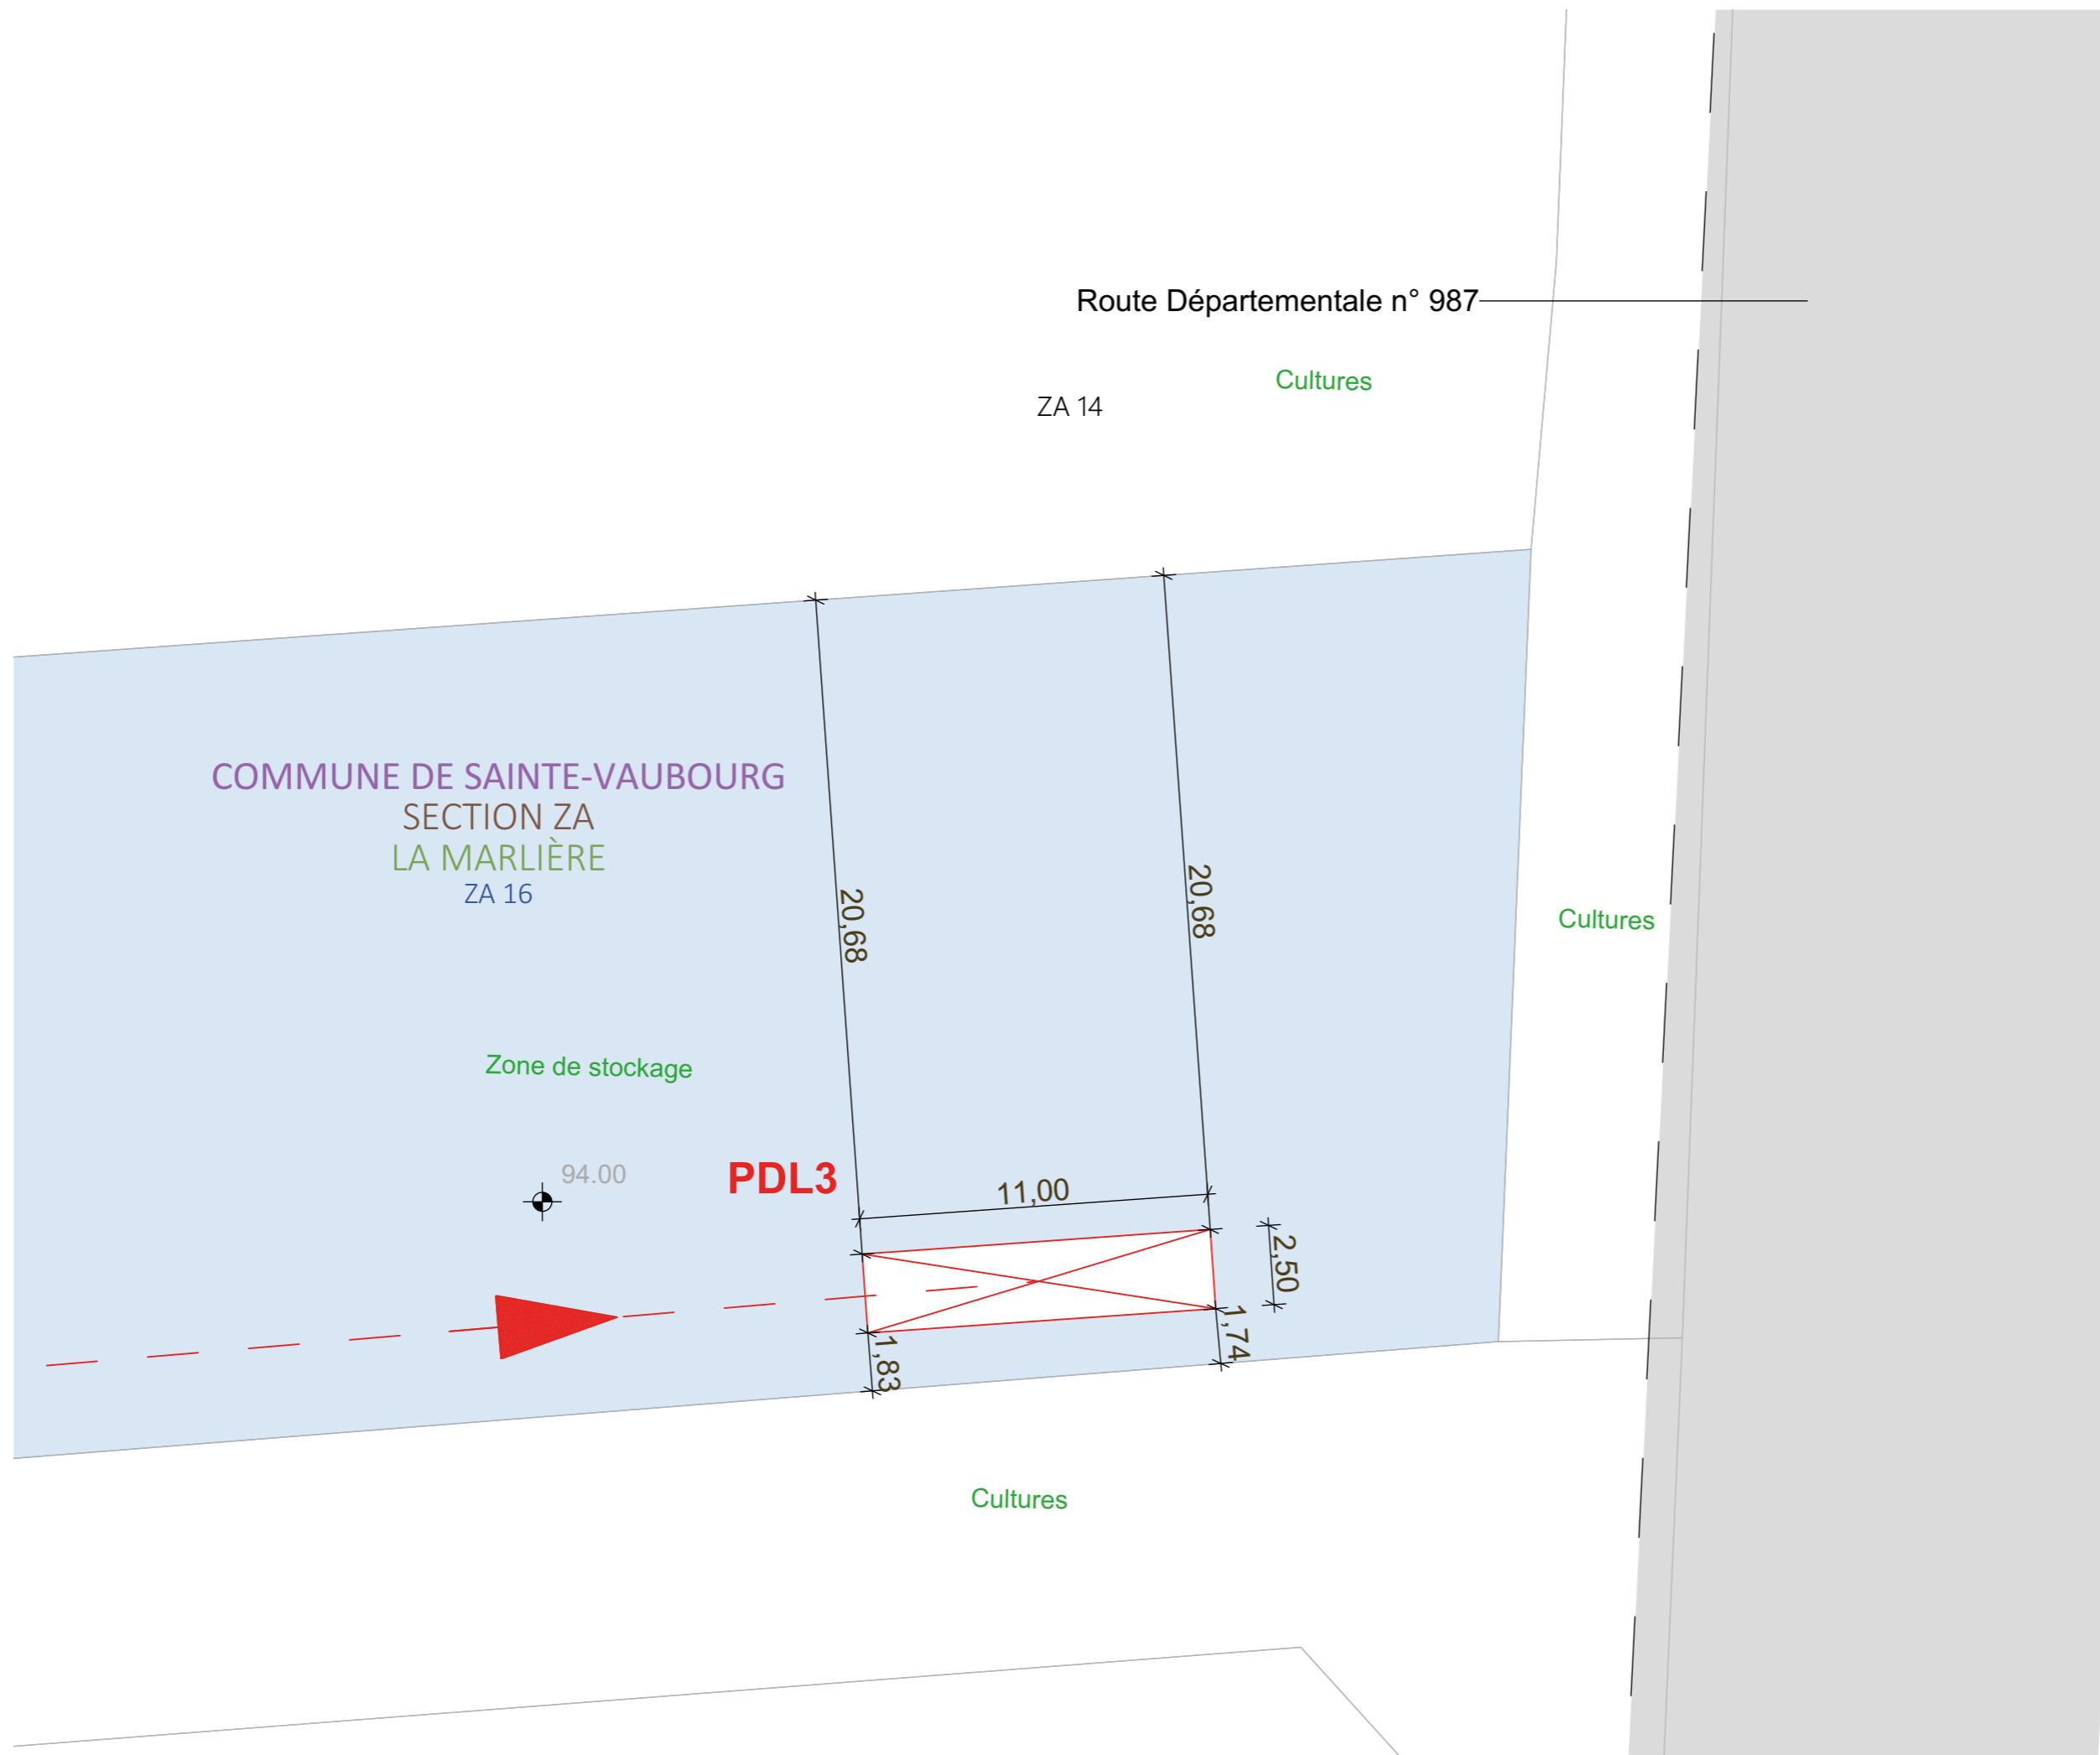 Route Départementale n° 987
Cultures
ZA 14
COMMUNE DE SAINTE-VAUBOURG
SECTION ZA
LA MARLIÈRE
ZA 16
20,68
20,68
Cultures
Zone de stockage
94.00
PDL3
11,00
2,50
1,74
1,83
Cultures